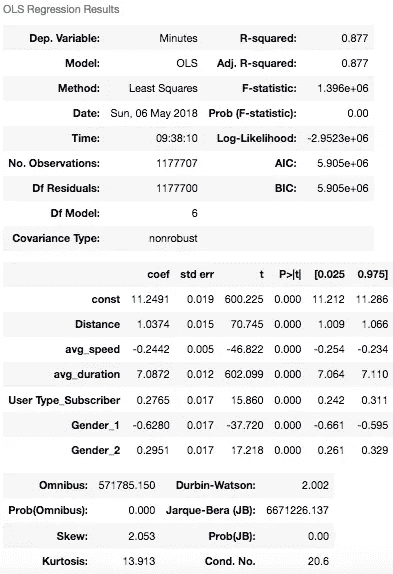 OLS Regression Results
Dep. Variable: Minutes R-squared: 0.877
Model: OLS Adj. R-squared: 0.877
Method: Least Squares F-statistic: 1.396e+06
Date: Sun, 06 May 2018 Prob (F-statistic): 0.00
Time: 09:38:10 Log-Likelihood: -2.9523e+06
No. Observations: 1177707 AIC: 5.905e+06
Df Residuals: 1177700 BIC: 5.905e+06
Df Model: 6
Covariance Type: nonrobust
coef std err t P>|t| [0.025 0.975]
const 11.2491 0.019 600.225 0.000 11.212 11.286
Distance 1.0374 0.015 70.745 0.000 1.009 1.066
avg_speed -0.2442 0.005 -46.822 0.000 -0.254 -0.234
avg_duration 7.0872 0.012 602.099 0.000 7.064 7.110
User Type_Subscriber 0.2765 0.017 15.860 0.000 0.242 0.311
Gender_1 -0.6280 0.017 -37.720 0.000 -0.661 -0.595
Gender_2 0.2951 0.017 17.218 0.000 0.261 0.329
Omnibus: 571785.150 Durbin-Watson: 2.002
Prob(Omnibus): 0.000 Jarque-Bera (JB): 6671226.137
Skew: 2.053 Prob(JB): 0.00
Kurtosis: 13.913 Cond. No. 20.6